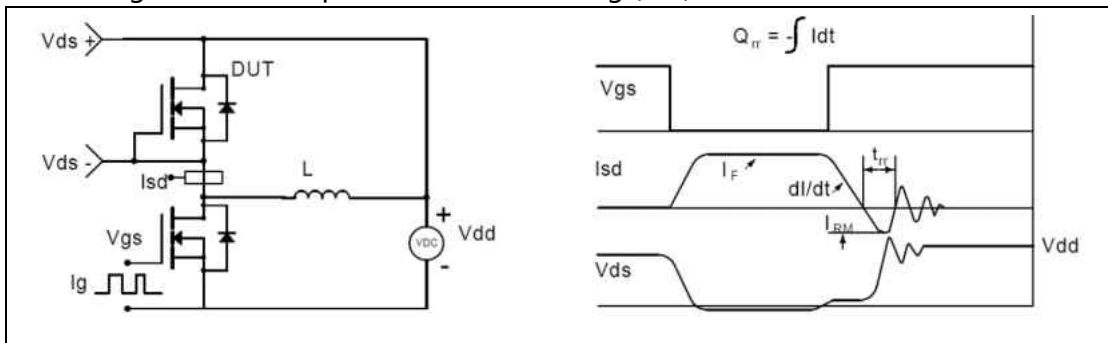 Vds +
DUT
Vds -
Isd
L
Vgs
Ig
+
VDC
-
Vdd
Qrr = -∫ Idt
Vgs
Isd
IF
dI/dt
trr
IRM
Vdd
Vds